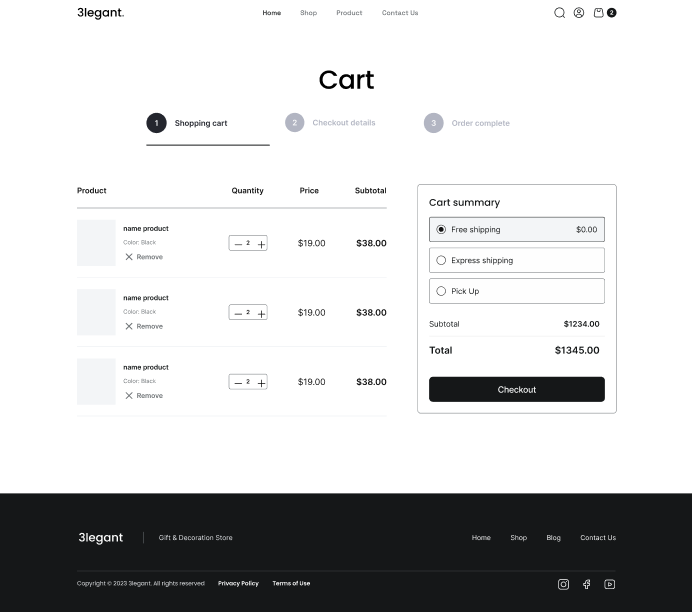 3legant.
Home Shop Product Contact Us
2
Cart
1 Shopping cart
2 Checkout details
3 Order complete
Product Quantity Price Subtotal
name product
Color: Black
Remove
2
$19.00
$38.00
name product
Color: Black
Remove
2
$19.00
$38.00
name product
Color: Black
Remove
2
$19.00
$38.00
Cart summary
Free shipping $0.00
Express shipping
Pick Up
Subtotal $1234.00
Total $1345.00
Checkout
3legant
Gift & Decoration Store
Home Shop Blog Contact Us
Copyright © 2023 3legant. All rights reserved Privacy Policy Terms of Use